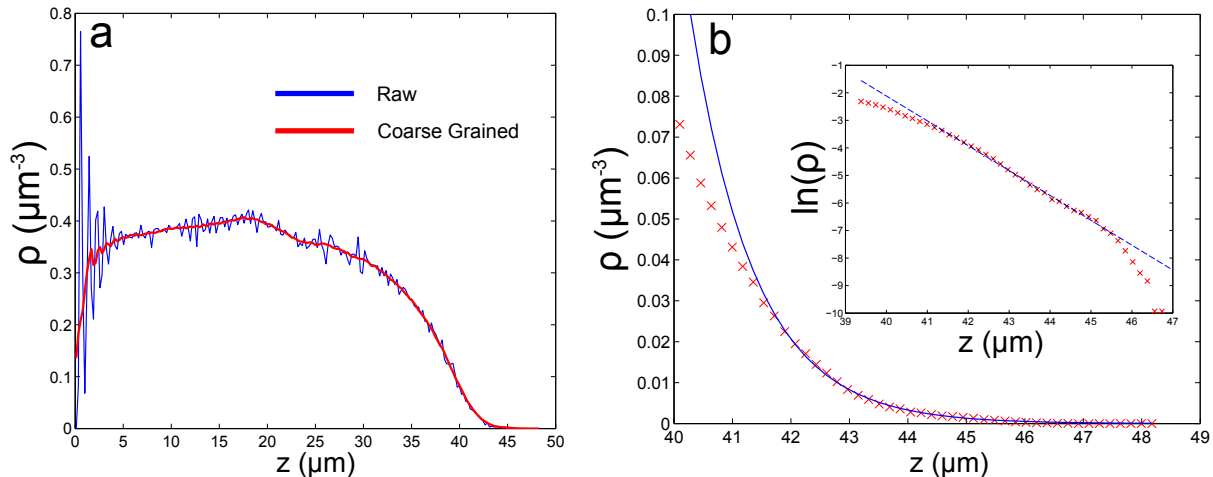 a
Raw
Coarse Grained
0.8
0.7
0.6
0.5
0.4
0.3
0.2
0.1
0
ρ (µm⁻³)
0 5 10 15 20 25 30 35 40 45 50
z (µm)
b
0.1
0.09
0.08
0.07
0.06
0.05
0.04
0.03
0.02
0.01
0
ρ (µm⁻³)
40 41 42 43 44 45 46 47 48 49
z (µm)
−1
−2
−3
−4
−5
−6
−7
−8
−9
−10
ln(ρ)
39 40 41 42 43 44 45 46 47
z (µm)